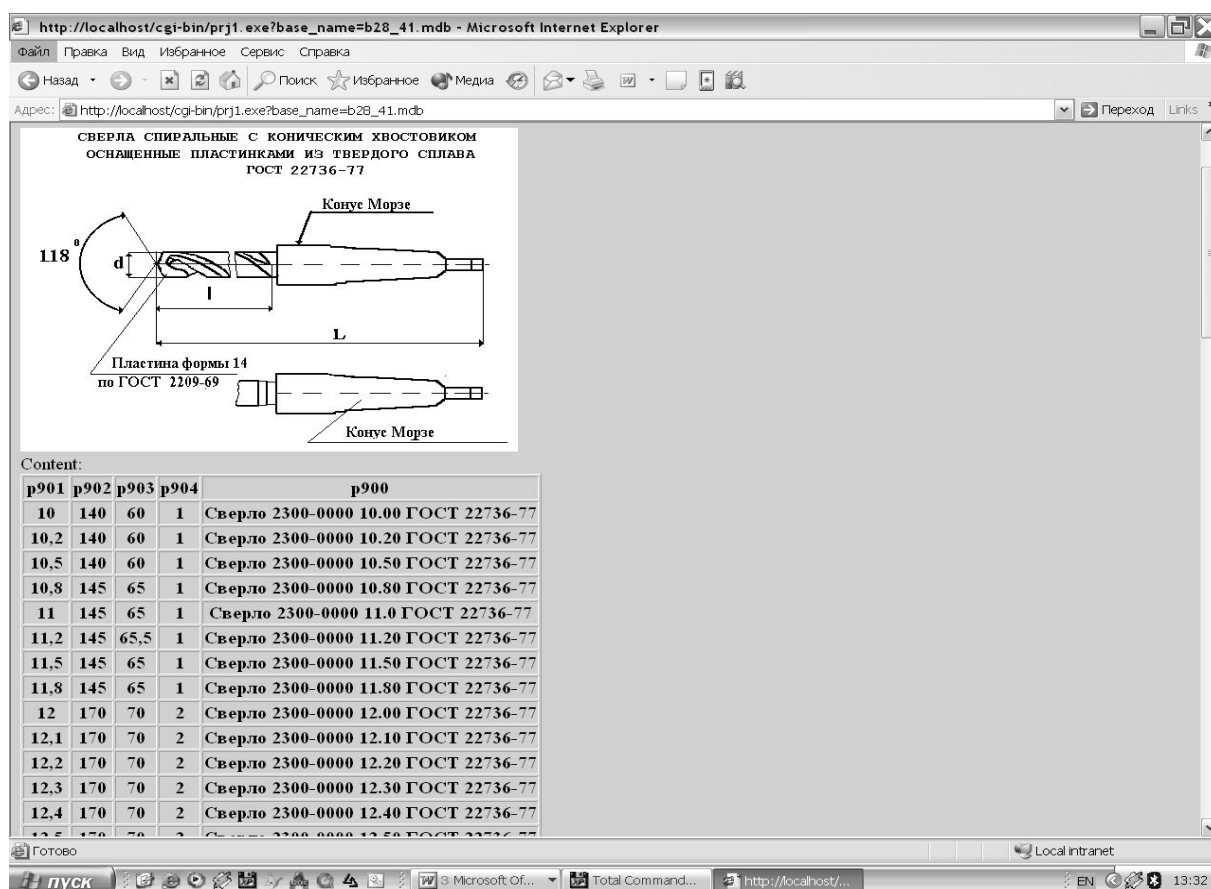 http://localhost/cgi-bin/prj1.exe?base_name=b28_41.mdb - Microsoft Internet Explorer
Файл Правка Вид Избранное Сервис Справка
Назад Поиск Избранное Медиа
Адрес: http://localhost/cgi-bin/prj1.exe?base_name=b28_41.mdb Переход Links
СВЕРЛА СПИРАЛЬНЫЕ С КОНИЧЕСКИМ ХВОСТОВИКОМ
ОСНАЩЕННЫЕ ПЛАСТИНКАМИ ИЗ ТВЕРДОГО СПЛАВА
ГОСТ 22736-77
Конус Морзе
118°
d
l
L
Пластина формы 14
по ГОСТ 2209-69
Конус Морзе
Content:
p901 p902 p903 p904 p900
10 140 60 1 Сверло 2300-0000 10.00 ГОСТ 22736-77
10,2 140 60 1 Сверло 2300-0000 10.20 ГОСТ 22736-77
10,5 140 60 1 Сверло 2300-0000 10.50 ГОСТ 22736-77
10,8 145 65 1 Сверло 2300-0000 10.80 ГОСТ 22736-77
11 145 65 1 Сверло 2300-0000 11.0 ГОСТ 22736-77
11,2 145 65,5 1 Сверло 2300-0000 11.20 ГОСТ 22736-77
11,5 145 65 1 Сверло 2300-0000 11.50 ГОСТ 22736-77
11,8 145 65 1 Сверло 2300-0000 11.80 ГОСТ 22736-77
12 170 70 2 Сверло 2300-0000 12.00 ГОСТ 22736-77
12,1 170 70 2 Сверло 2300-0000 12.10 ГОСТ 22736-77
12,2 170 70 2 Сверло 2300-0000 12.20 ГОСТ 22736-77
12,3 170 70 2 Сверло 2300-0000 12.30 ГОСТ 22736-77
12,4 170 70 2 Сверло 2300-0000 12.40 ГОСТ 22736-77
Готово Local intranet
пуск 3 Microsoft Of... Total Command... http://localhost/... EN 13:32